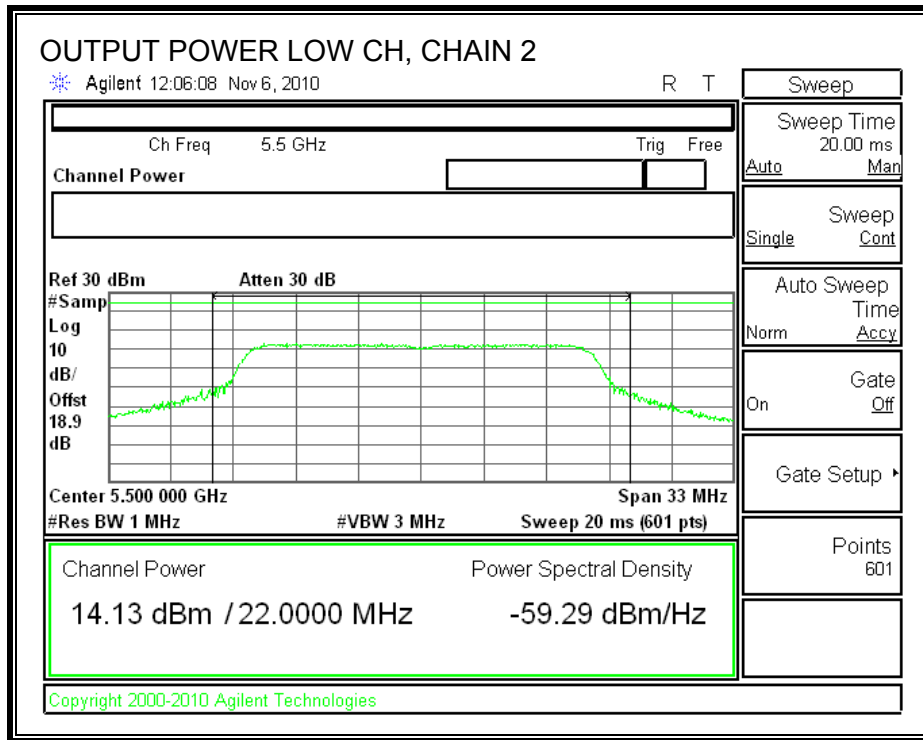 OUTPUT POWER LOW CH, CHAIN 2
Agilent 12:06:08 Nov 6, 2010 R T
Ch Freq 5.5 GHz Trig Free
Channel Power
Ref 30 dBm Atten 30 dB
#Samp
Log
10
dB/
Offst
18.9
dB
Center 5.500 000 GHz Span 33 MHz
#Res BW 1 MHz #VBW 3 MHz Sweep 20 ms (601 pts)
Channel Power Power Spectral Density
14.13 dBm / 22.0000 MHz -59.29 dBm/Hz
Copyright 2000-2010 Agilent Technologies
Sweep
Sweep Time
20.00 ms
Auto Man
Sweep
Single Cont
Auto Sweep
Time
Norm Accy
Gate
On Off
Gate Setup
Points
601